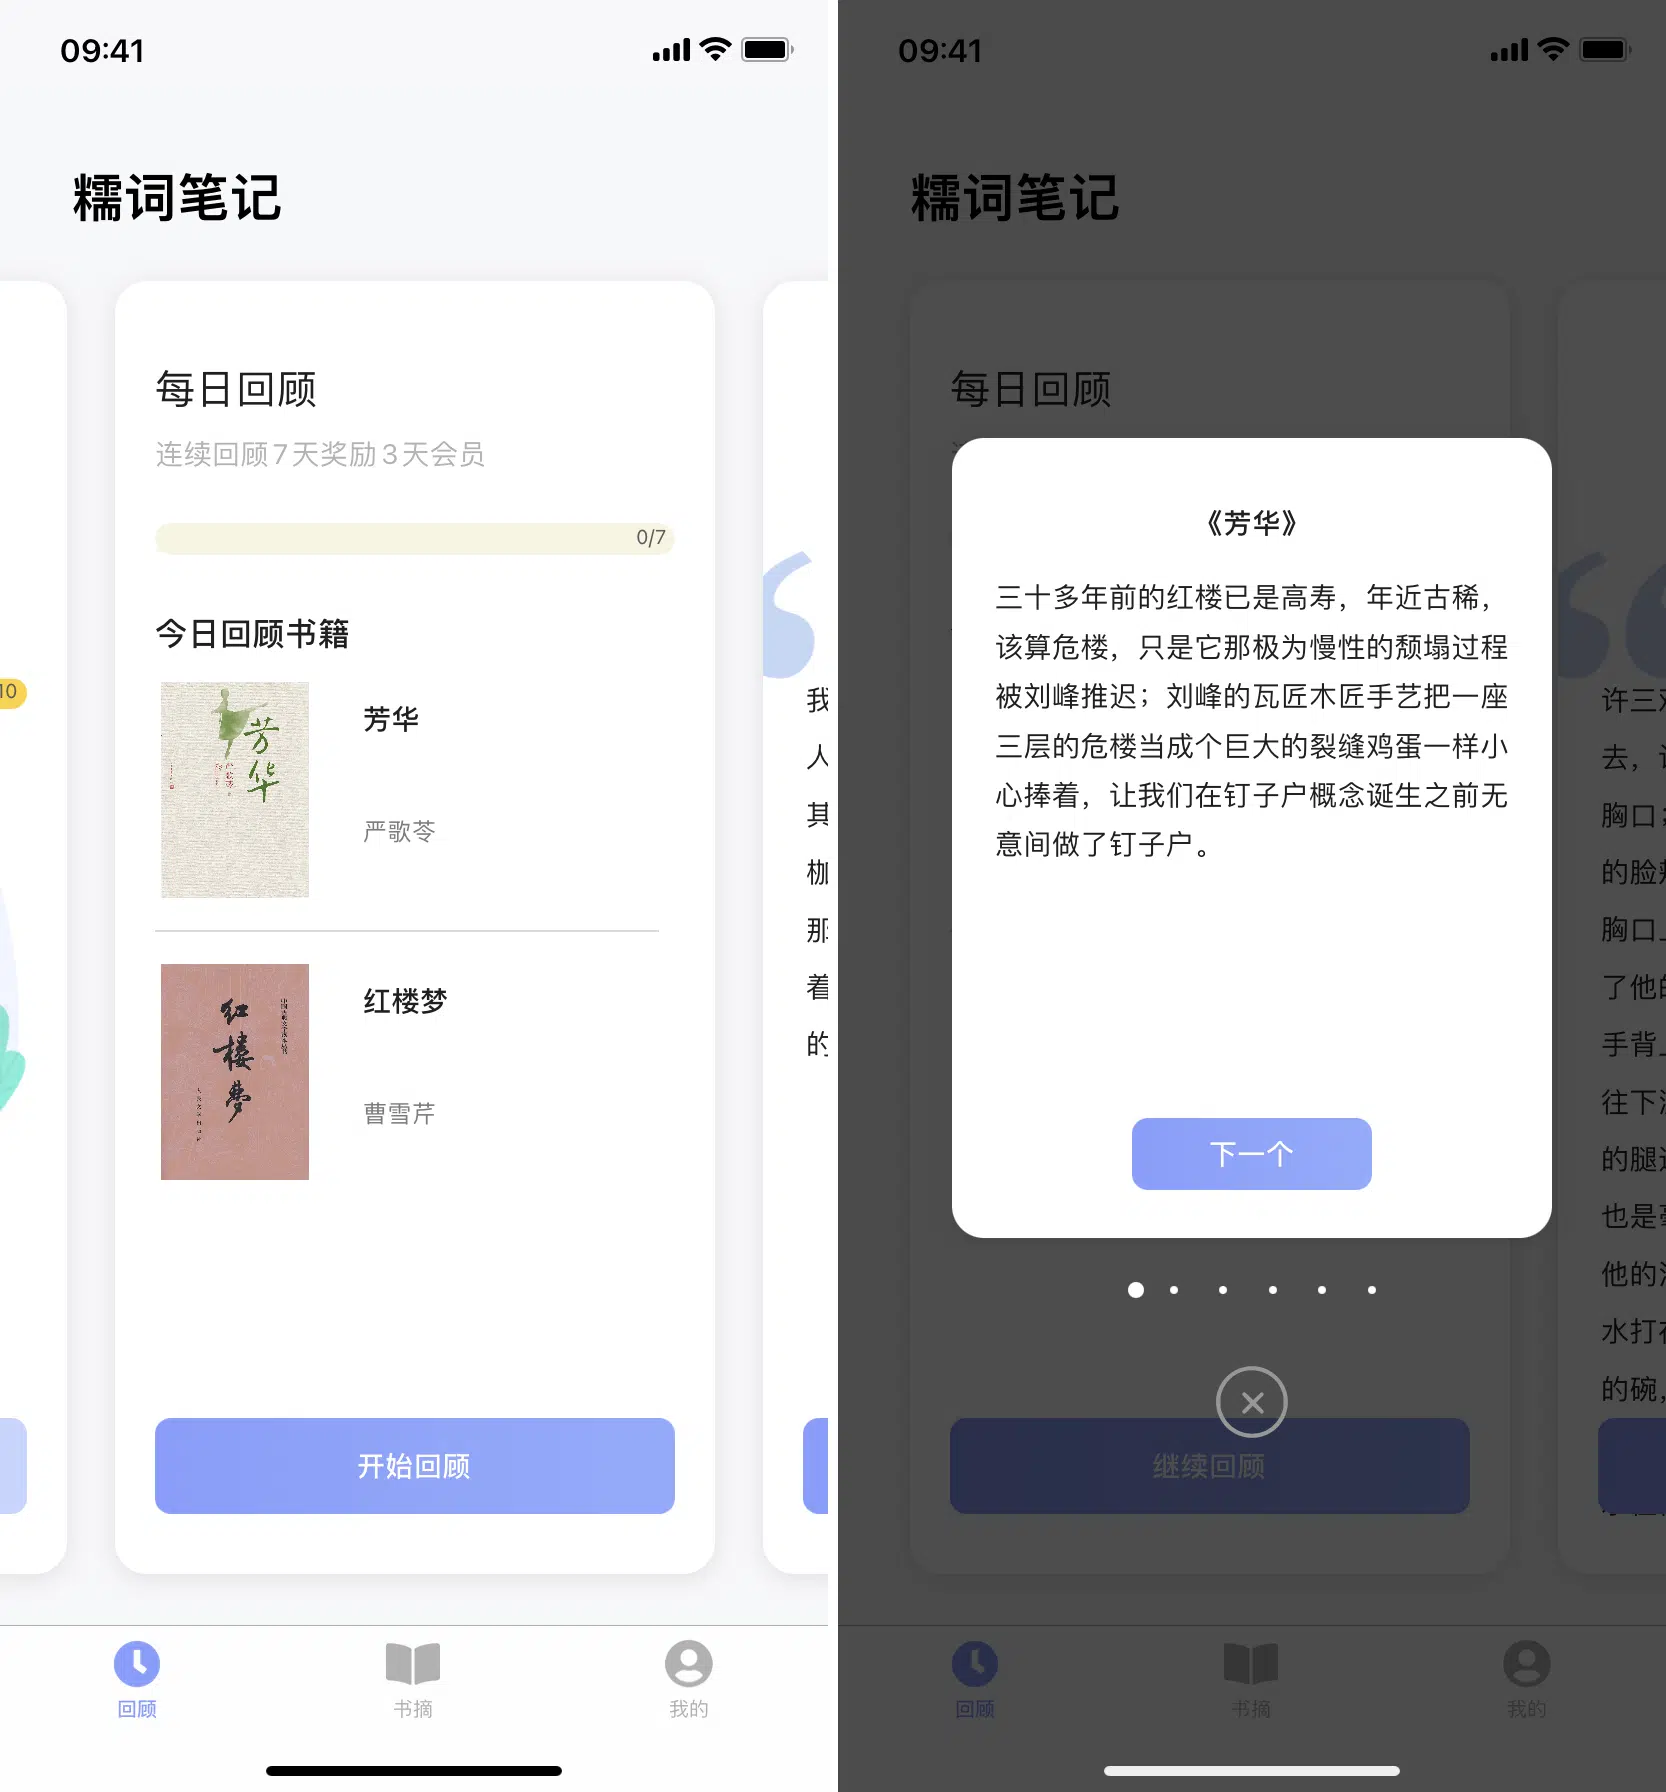 09:41
糯词笔记
每日回顾
连续回顾7天奖励3天会员
0/7
今日回顾书籍
芳华
芳华
严歌苓
红楼梦
红楼夢
曹雪芹
10
开始回顾
我
人
其
枷
那
着
的
回顾
书摘
我的
09:41
糯词笔记
每日回顾
《芳华》
三十多年前的红楼已是高寿，年近古稀，
该算危楼，只是它那极为慢性的颓塌过程
被刘峰推迟；刘峰的瓦匠木匠手艺把一座
三层的危楼当成个巨大的裂缝鸡蛋一样小
心捧着，让我们在钉子户概念诞生之前无
意间做了钉子户。
下一个
继续回顾
许三
去，
胸口
的脸
胸口
了他
手背
往下
的腿
也是
他的
水打
的碗，
回顾
书摘
我的